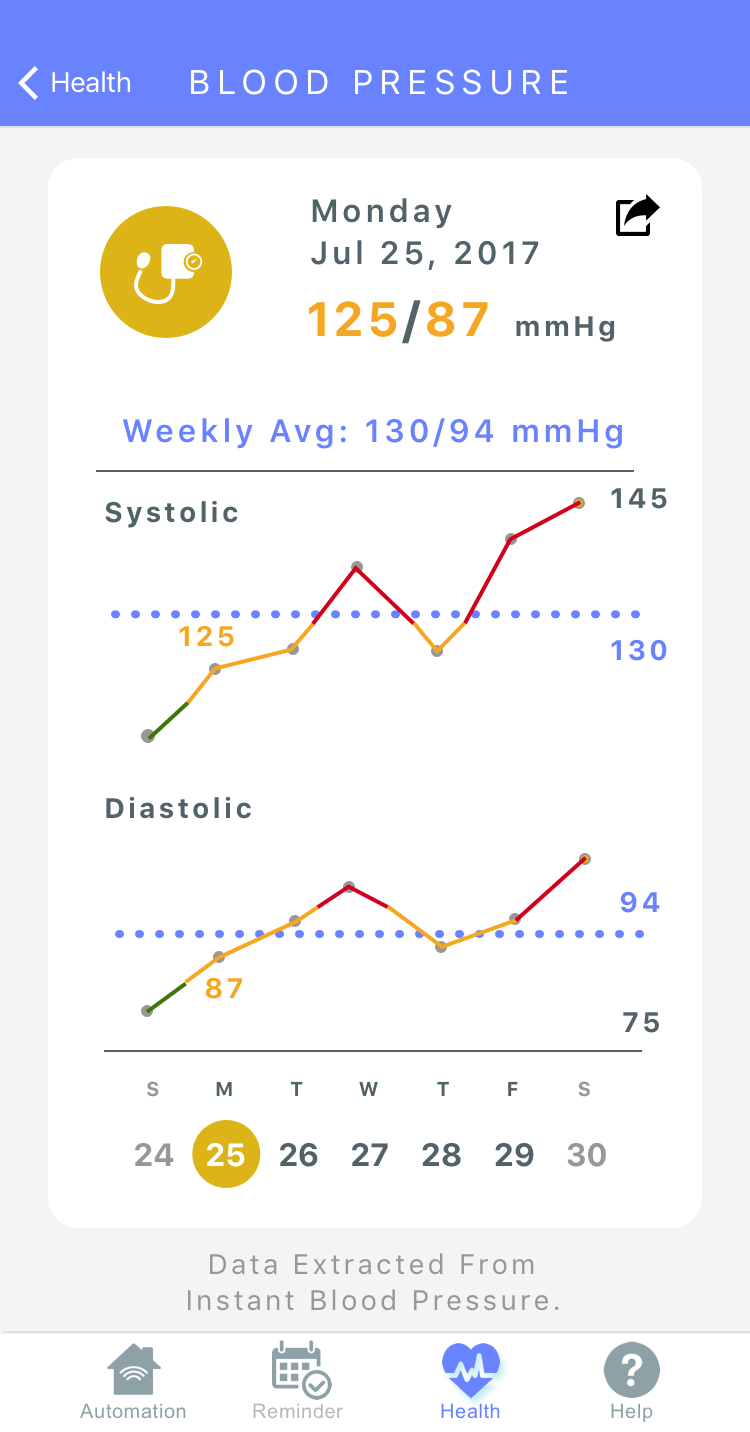 Health BLOOD PRESSURE
Monday
Jul 25, 2017
125/87 mmHg
Weekly Avg: 130/94 mmHg
Systolic
145
125
130
Diastolic
94
87
75
S M T W T F S
24 25 26 27 28 29 30
Data Extracted From
Instant Blood Pressure.
Automation Reminder Health Help